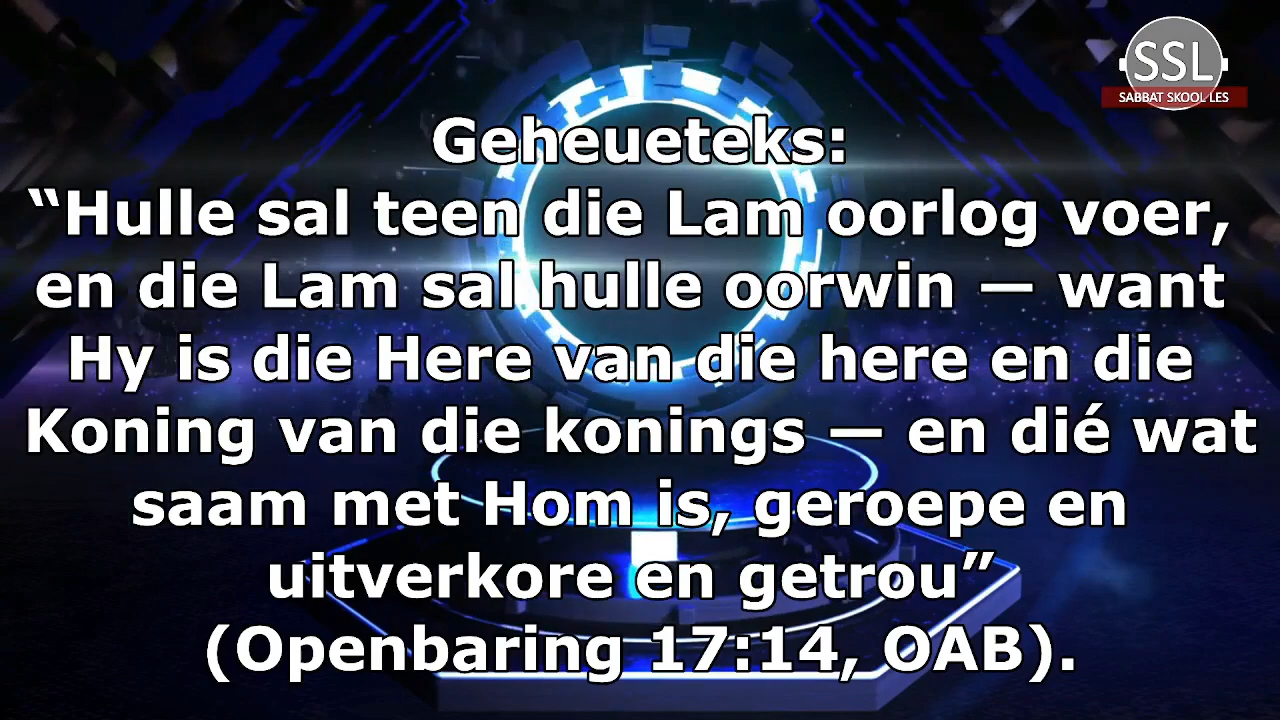 SSL
SABBAT SKOOL LES
Geheueteks:
“Hulle sal teen die Lam oorlog voer,
en die Lam sal hulle oorwin — want
Hy is die Here van die here en die
Koning van die konings — en dié wat
saam met Hom is, geroepe en
uitverkore en getrou”
(Openbaring 17:14, OAB).